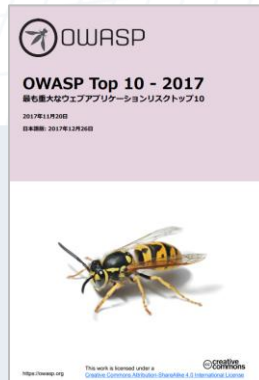 OWASP
OWASP Top 10 - 2017
最も重大なウェブアプリケーションリスクトップ10
2017年11月20日
日本語版: 2017年12月26日
https://owasp.org
This work is licensed under a
Creative Commons Attribution-ShareAlike 4.0 International License
creative commons